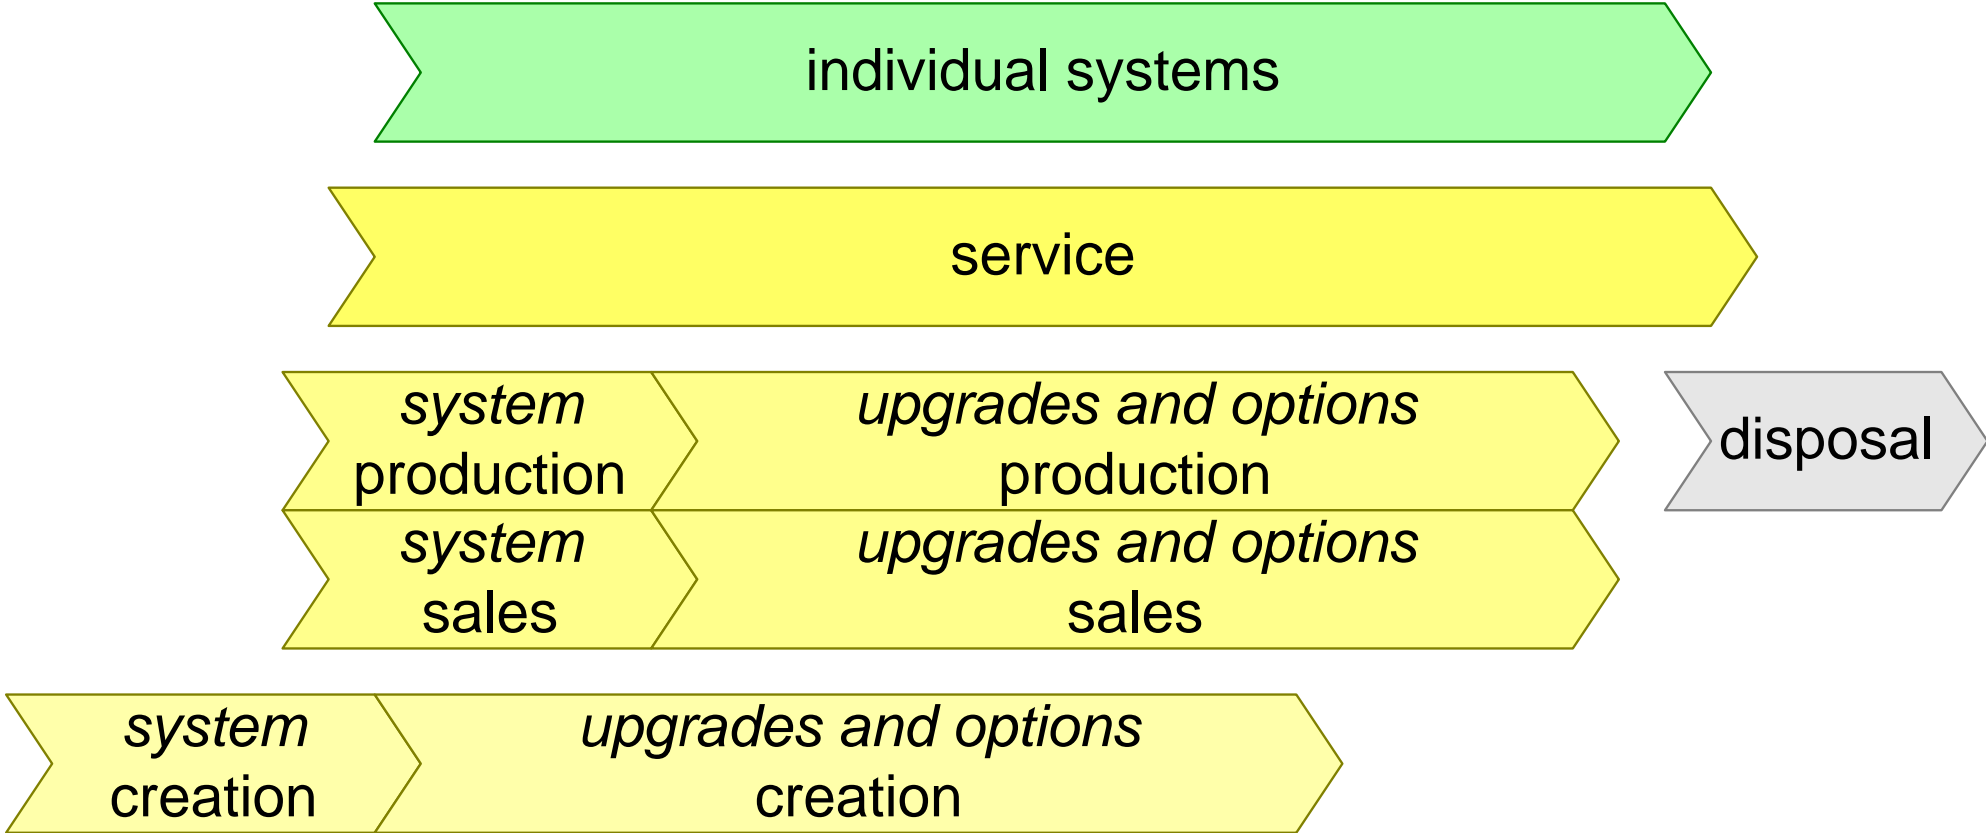 individual systems
service
system
production
upgrades and options
production
disposal
system
sales
upgrades and options
sales
system
creation
upgrades and options
creation